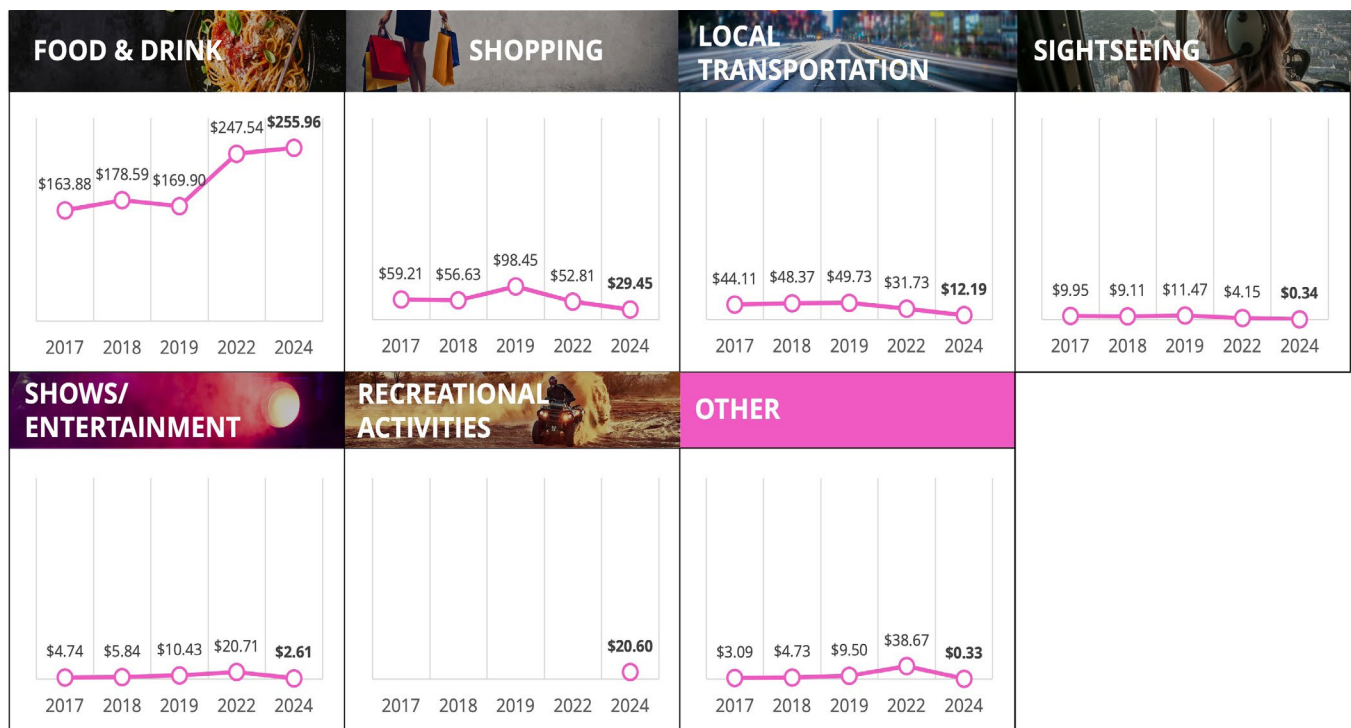 FOOD & DRINK
SHOPPING
LOCAL
TRANSPORTATION
SIGHTSEEING
$163.88 $178.59 $169.90 $247.54 $255.96
2017 2018 2019 2022 2024
$59.21 $56.63 $98.45 $52.81 $29.45
2017 2018 2019 2022 2024
$44.11 $48.37 $49.73 $31.73 $12.19
2017 2018 2019 2022 2024
$9.95 $9.11 $11.47 $4.15 $0.34
2017 2018 2019 2022 2024
SHOWS/
ENTERTAINMENT
RECREATIONAL
ACTIVITIES
OTHER
$4.74 $5.84 $10.43 $20.71 $2.61
2017 2018 2019 2022 2024
$20.60
2017 2018 2019 2022 2024
$3.09 $4.73 $9.50 $38.67 $0.33
2017 2018 2019 2022 2024